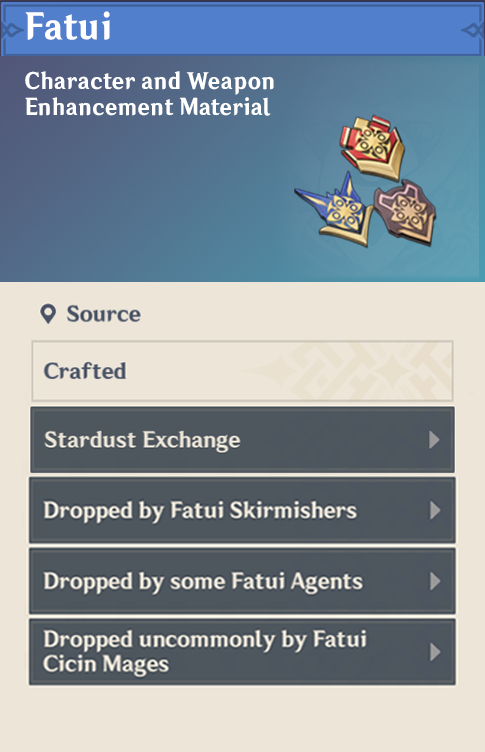 Fatui
Character and Weapon
Enhancement Material
Source
Crafted
Stardust Exchange
Dropped by Fatui Skirmishers
Dropped by some Fatui Agents
Dropped uncommonly by Fatui
Cicin Mages